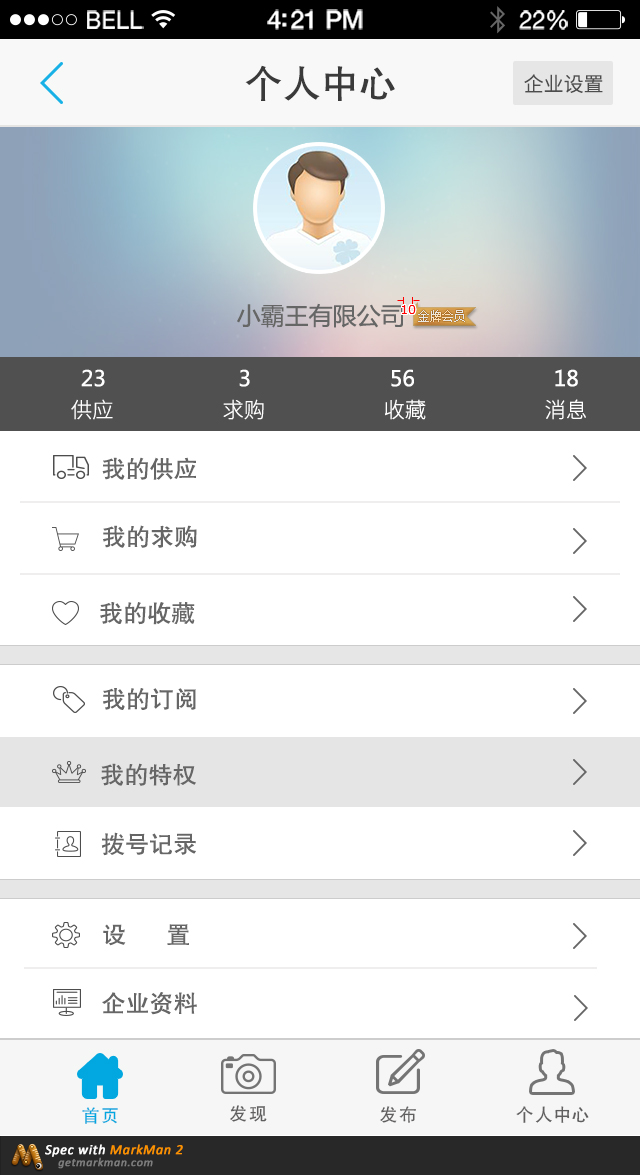 BELL 4:21 PM 22%
个人中心 企业设置
小霸王有限公司 10 金牌会员
23 3 56 18
供应 求购 收藏 消息
我的供应
我的求购
我的收藏
我的订阅
我的特权
拨号记录
设 置
企业资料
首页 发现 发布 个人中心
Spec with MarkMan 2
getmarkman.com